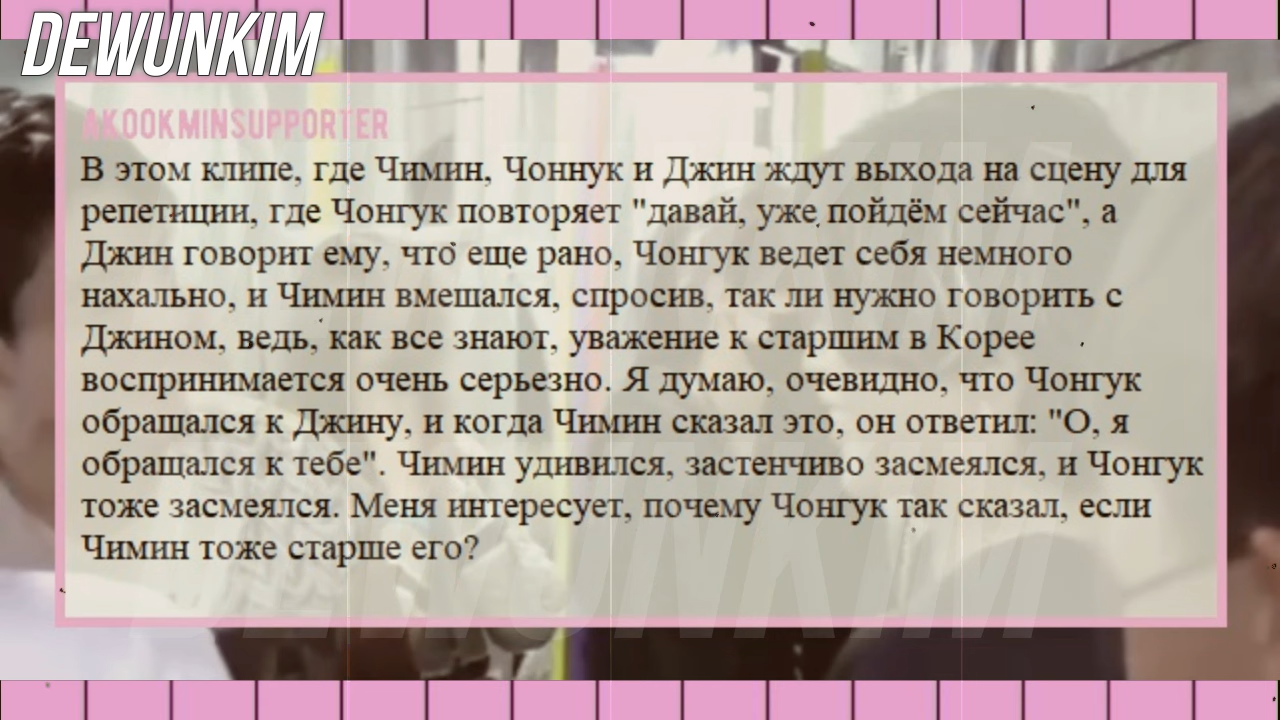 DEWUNKIM
AKOOKMINSUPPORTER
В этом клипе, где Чимин, Чоннук и Джин ждут выхода на сцену для
репетиции, где Чонгук повторяет "давай, уже пойдём сейчас", а
Джин говорит ему, что еще рано, Чонгук ведет себя немного
нахально, и Чимин вмешался, спросив, так ли нужно говорить с
Джином, ведь, как все знают, уважение к старшим в Корее
воспринимается очень серьезно. Я думаю, очевидно, что Чонгук
обращался к Джину, и когда Чимин сказал это, он ответил: "О, я
обращался к тебе". Чимин удивился, застенчиво засмеялся, и Чонгук
тоже засмеялся. Меня интересует, почему Чонгук так сказал, если
Чимин тоже старше его?
DEWUNKIM